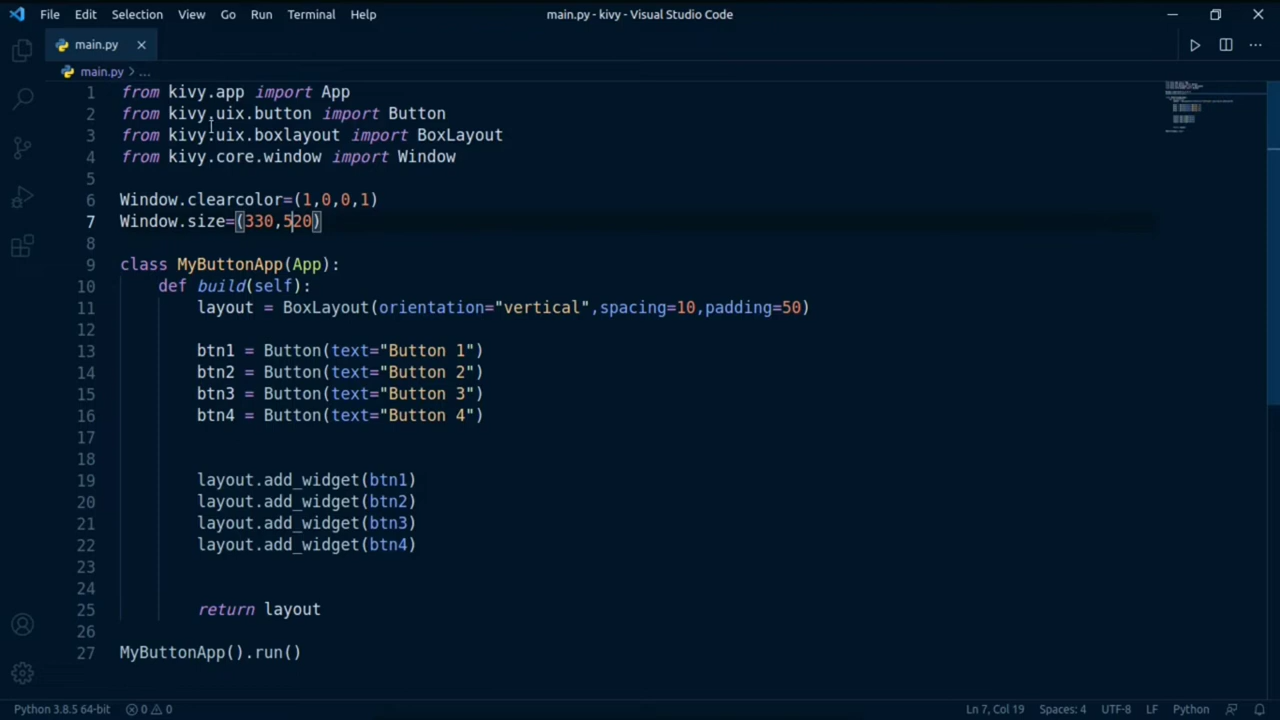 File Edit Selection View Go Run Terminal Help main.py - kivy - Visual Studio Code
main.py
main.py > ...
1 from kivy.app import App
2 from kivy.uix.button import Button
3 from kivy.uix.boxlayout import BoxLayout
4 from kivy.core.window import Window
5
6 Window.clearcolor=(1,0,0,1)
7 Window.size=(330,520)
8
9 class MyButtonApp(App):
10 def build(self):
11 layout = BoxLayout(orientation="vertical",spacing=10,padding=50)
12
13 btn1 = Button(text="Button 1")
14 btn2 = Button(text="Button 2")
15 btn3 = Button(text="Button 3")
16 btn4 = Button(text="Button 4")
17
18
19 layout.add_widget(btn1)
20 layout.add_widget(btn2)
21 layout.add_widget(btn3)
22 layout.add_widget(btn4)
23
24
25 return layout
26
27 MyButtonApp().run()
Python 3.8.5 64-bit 0 0 Ln 7, Col 19 Spaces: 4 UTF-8 LF Python